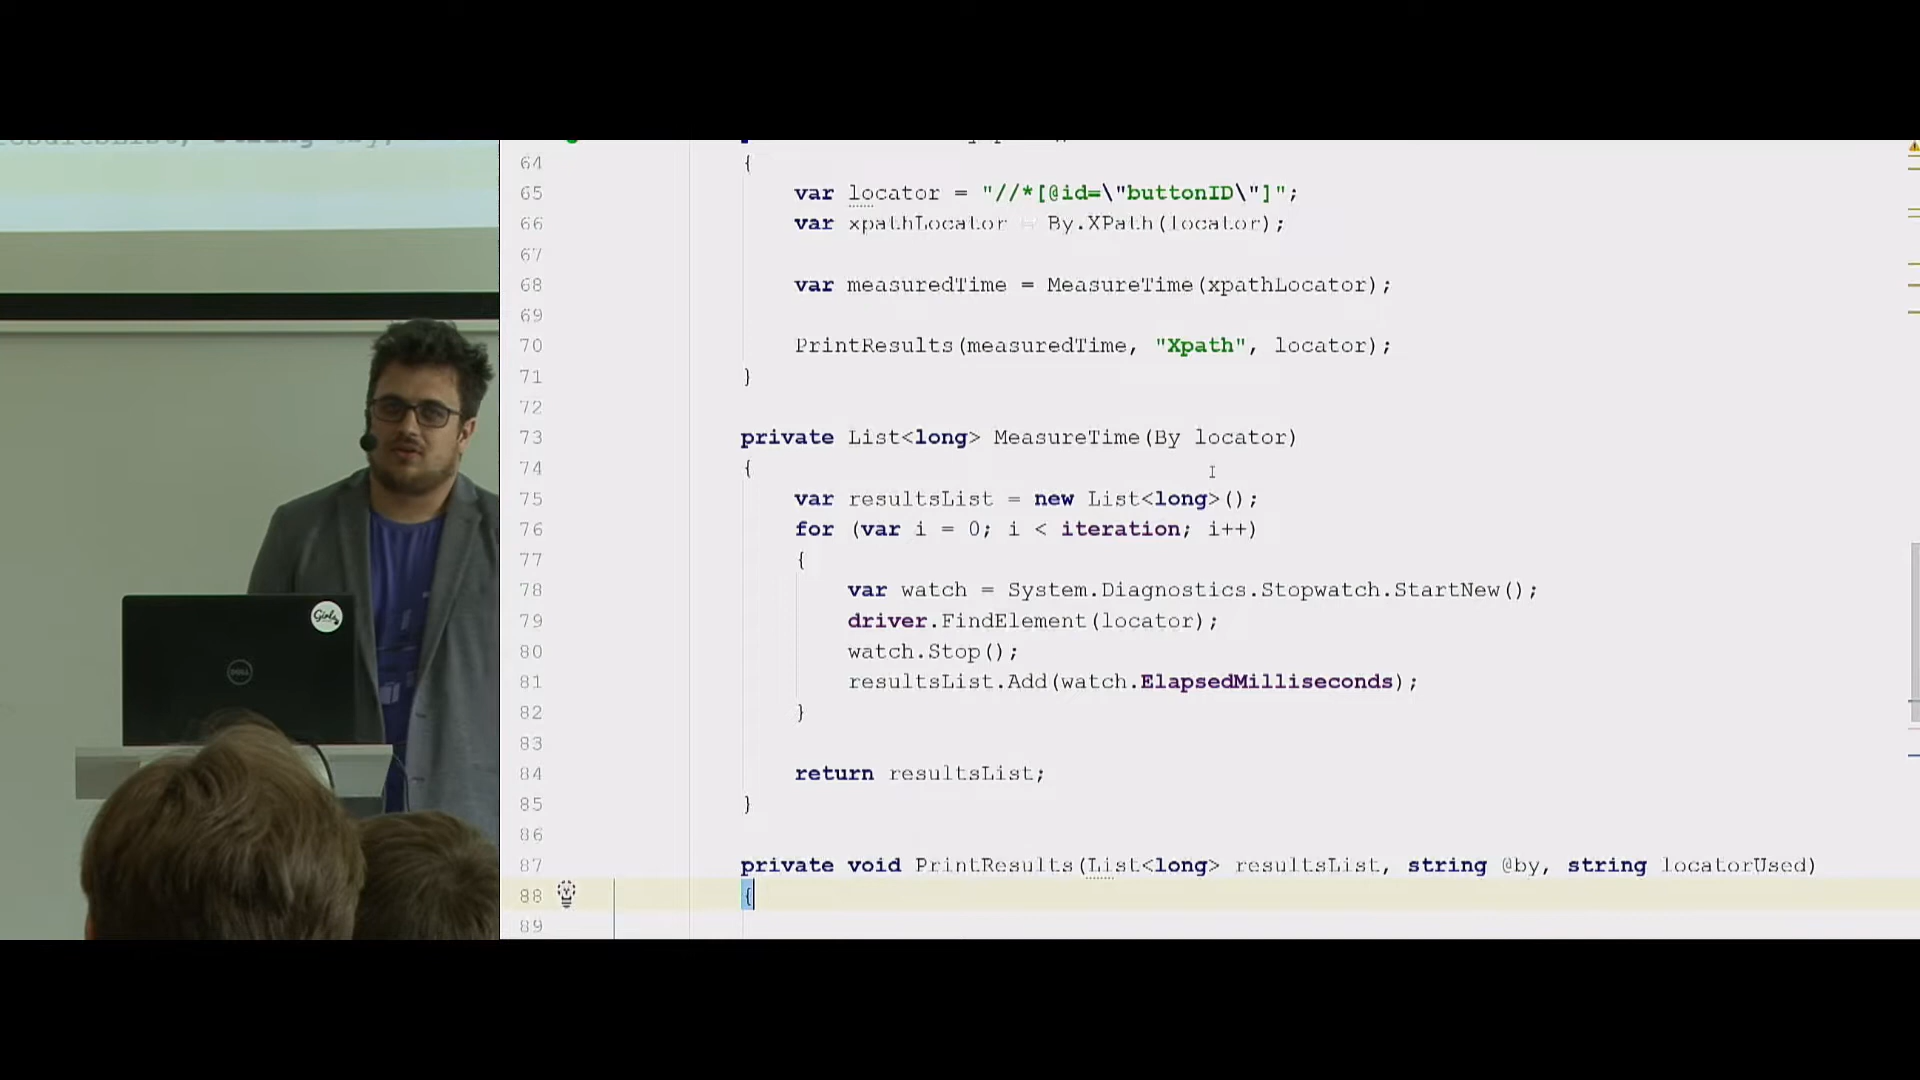 64 {
65 var locator = "//*[@id=\"buttonID\"]";
66 var xpathLocator = By.XPath(locator);
67
68 var measuredTime = MeasureTime(xpathLocator);
69
70 PrintResults(measuredTime, "Xpath", locator);
71 }
72
73 private List<long> MeasureTime(By locator)
74 {
75 var resultsList = new List<long>();
76 for (var i = 0; i < iteration; i++)
77 {
78 var watch = System.Diagnostics.Stopwatch.StartNew();
79 driver.FindElement(locator);
80 watch.Stop();
81 resultsList.Add(watch.ElapsedMilliseconds);
82 }
83
84 return resultsList;
85 }
86
87 private void PrintResults(List<long> resultsList, string @by, string locatorUsed)
88 {
89
DELL
Girls